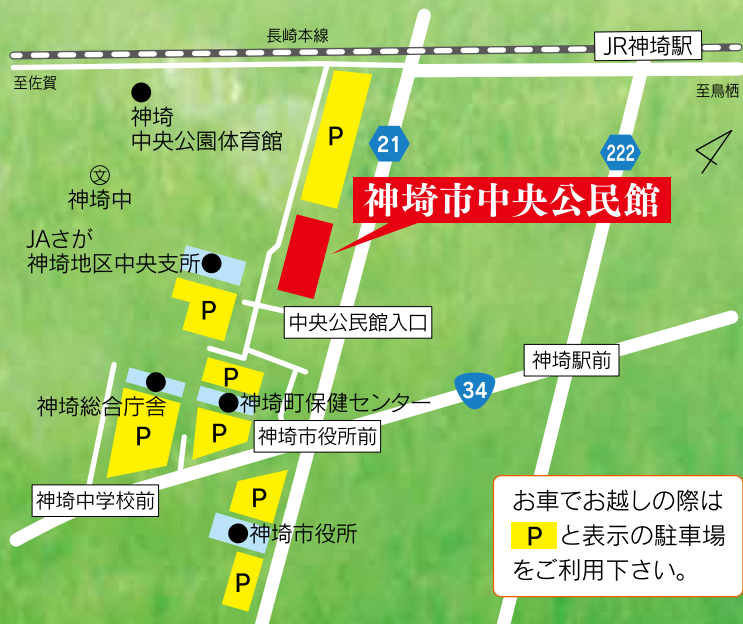 長崎本線
JR神埼駅
至佐賀
至鳥栖
神埼
中央公園体育館
P
21
222
文
神埼中
神埼市中央公民館
JAさが
神埼地区中央支所
P
中央公民館入口
神埼駅前
P
34
神埼総合庁舎
神埼町保健センター
P
P
神埼市役所前
神埼中学校前
P
神埼市役所
P
お車でお越しの際は
P と表示の駐車場
をご利用下さい。